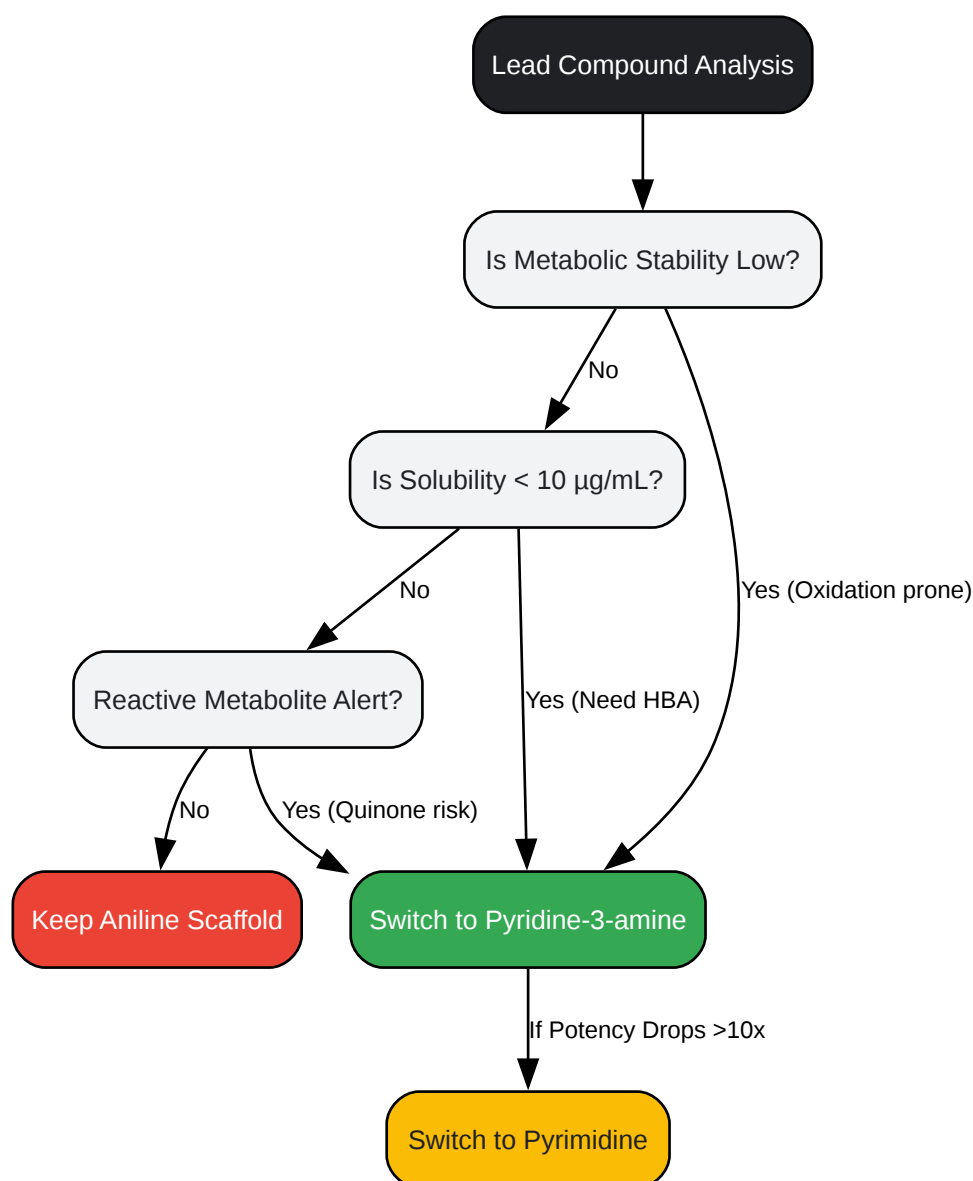 Lead Compound Analysis
Is Metabolic Stability Low?
No
Is Solubility < 10 µg/mL?
No
Yes (Oxidation prone)
Reactive Metabolite Alert?
Yes (Need HBA)
No
Yes (Quinone risk)
Keep Aniline Scaffold
Switch to Pyridine-3-amine
If Potency Drops >10x
Switch to Pyrimidine